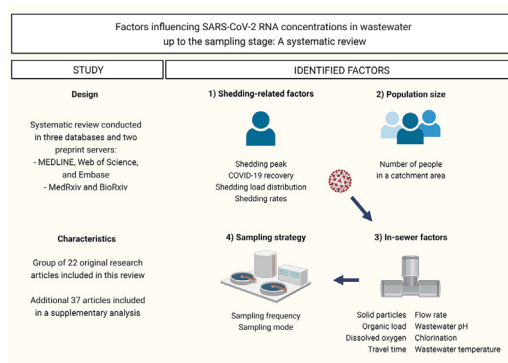 Factors influencing SARS-CoV-2 RNA concentrations in wastewater
up to the sampling stage: A systematic review
STUDY
Design
Systematic review conducted
in three databases and two
preprint servers:
- MEDLINE, Web of Science,
and Embase
- MedRxiv and BioRxiv
Characteristics
Group of 22 original research
articles included in this review
Additional 37 articles included
in a supplementary analysis
IDENTIFIED FACTORS
1) Shedding-related factors
Shedding peak
COVID-19 recovery
Shedding load distribution
Shedding rates
2) Population size
Number of people
in a catchment area
3) In-sewer factors
Solid particles Flow rate
Organic load Wastewater pH
Dissolved oxygen Chlorination
Travel time Wastewater temperature
4) Sampling strategy
Sampling frequency
Sampling mode